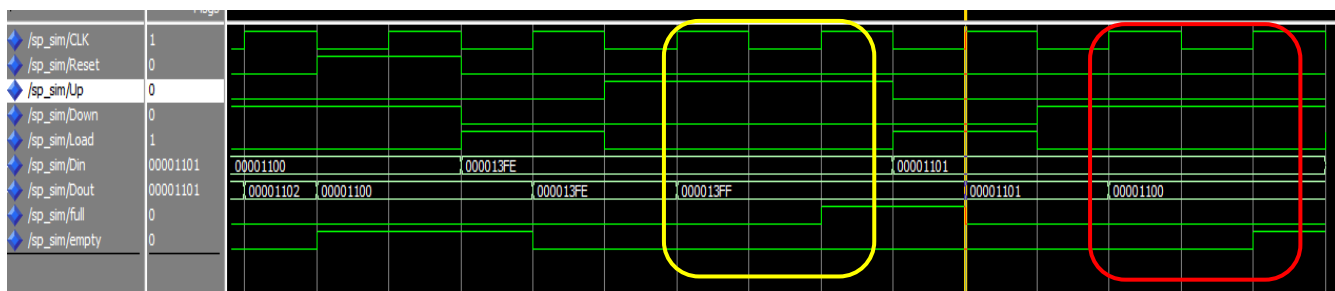 Msgs
/sp_sim/CLK 1
/sp_sim/Reset 0
/sp_sim/Up 0
/sp_sim/Down 0
/sp_sim/Load 1
/sp_sim/Din 00001101 00001100 000013FE 00001101
/sp_sim/Dout 00001101 00001102 00001100 000013FE 000013FF 00001101 00001100
/sp_sim/full 0
/sp_sim/empty 0